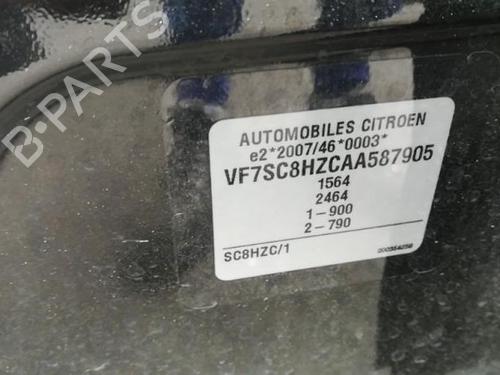 B-PARTS
AUTOMOBILES CITROEN
e2*2007/46*0003*
VF7SC8HZCAA587905
1564
2464
1-900
2-790
SC8HZC/1